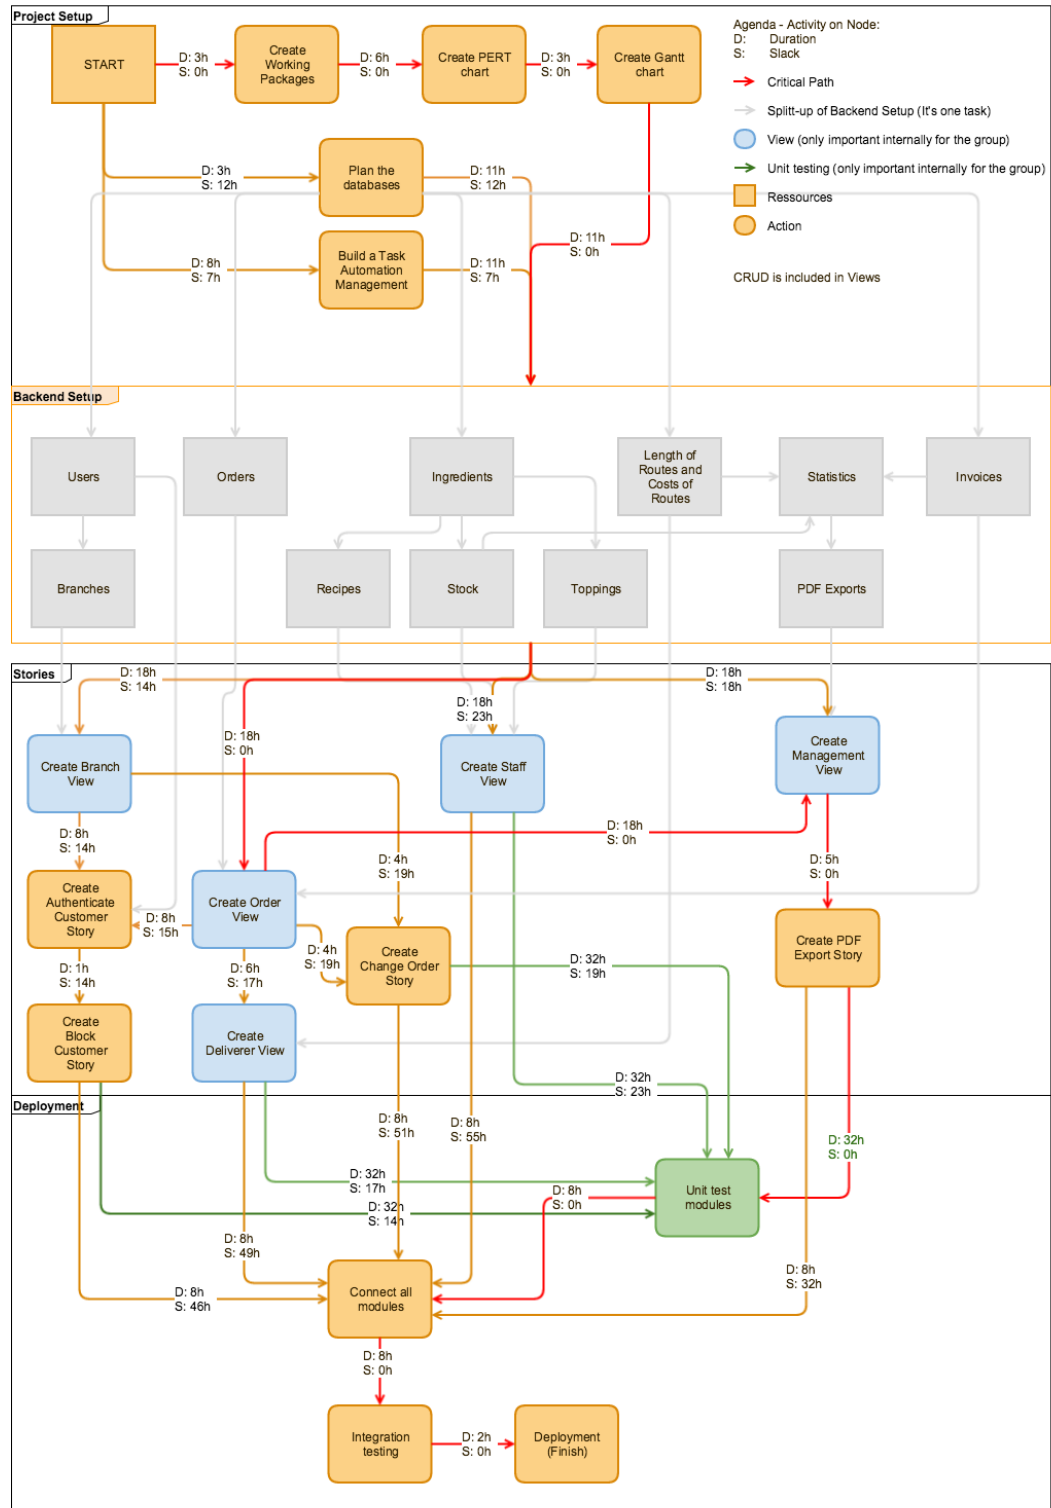 Project Setup
Agenda - Activity on Node:
D: Duration
S: Slack
Critical Path
Splitt-up of Backend Setup (It's one task)
View (only important internally for the group)
Unit testing (only important internally for the group)
Ressources
Action
CRUD is included in Views
START
D: 3h
S: 0h
Create
Working
Packages
D: 6h
S: 0h
Create PERT
chart
D: 3h
S: 0h
Create Gantt
chart
D: 3h
S: 12h
Plan the
databases
D: 11h
S: 12h
D: 11h
S: 0h
D: 8h
S: 7h
Build a Task
Automation
Management
D: 11h
S: 7h
Backend Setup
Users
Orders
Ingredients
Length of
Routes and
Costs of
Routes
Statistics
Invoices
Branches
Recipes
Stock
Toppings
PDF Exports
Stories
D: 18h
S: 14h
D: 18h
S: 0h
D: 18h
S: 23h
D: 18h
S: 18h
Create Branch
View
Create Staff
View
Create
Management
View
D: 8h
S: 14h
D: 18h
S: 0h
D: 4h
S: 19h
D: 5h
S: 0h
Create
Authenticate
Customer
Story
D: 8h
S: 15h
Create Order
View
D: 4h
S: 19h
Create
Change Order
Story
D: 32h
S: 19h
Create PDF
Export Story
D: 1h
S: 14h
D: 6h
S: 17h
Create
Block
Customer
Story
Create
Deliverer View
D: 32h
S: 23h
Deployment
D: 8h
S: 51h
D: 8h
S: 55h
D: 32h
S: 0h
D: 32h
S: 17h
D: 32h
S: 14h
D: 8h
S: 0h
Unit test
modules
D: 8h
S: 49h
D: 8h
S: 46h
Connect all
modules
D: 8h
S: 32h
D: 8h
S: 0h
Integration
testing
D: 2h
S: 0h
Deployment
(Finish)